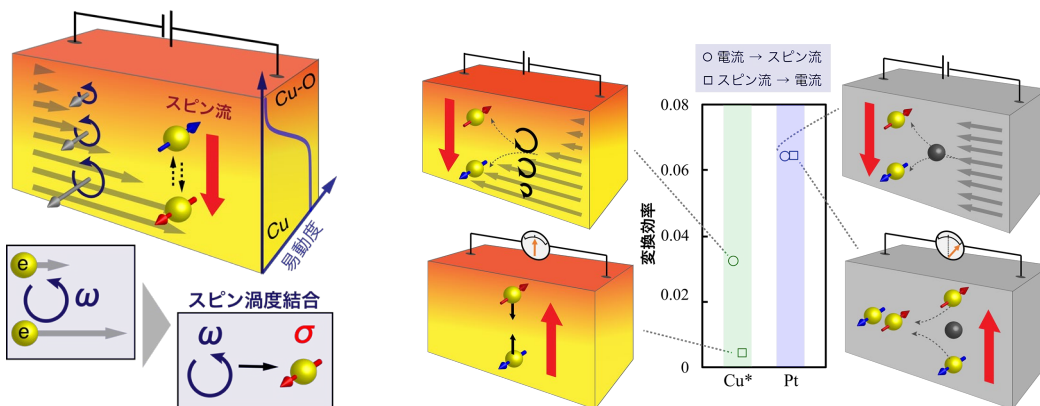 Cu-O
スピン流
Cu
易動度
e
ω
e
スピン渦度結合
ω
σ
電流 → スピン流
スピン流 → 電流
変換効率
0.08
0.06
0.04
0.02
0
Cu*
Pt